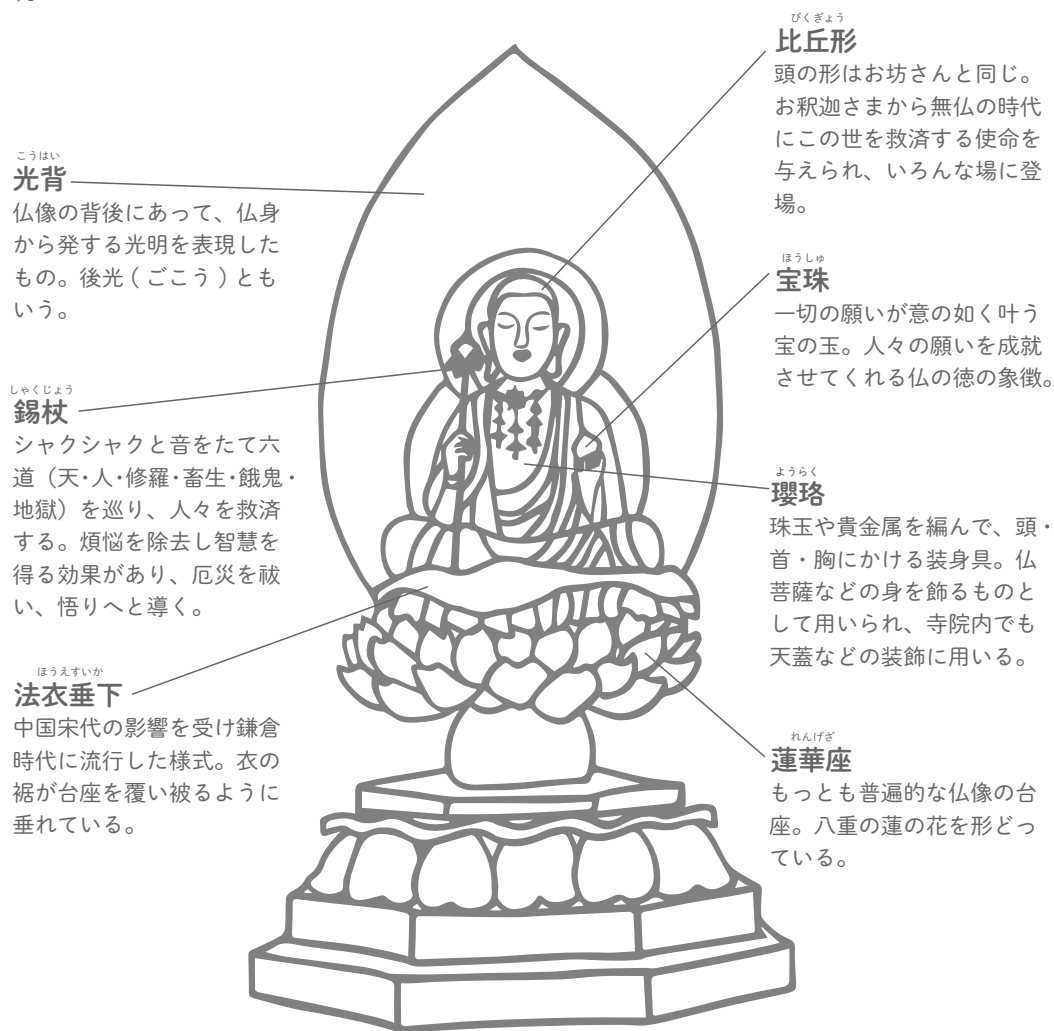 こうはい
光背
仏像の背後にあって、仏身
から発する光明を表現した
もの。後光(ごこう)とも
いう。
しゃくじょう
錫杖
シャクシャクと音をたて六
道（天・人・修羅・畜生・餓鬼・
地獄）を巡り、人々を救済
する。煩悩を除去し智慧を
得る効果があり、厄災を祓
い、悟りへと導く。
ほうえすいか
法衣垂下
中国宋代の影響を受け鎌倉
時代に流行した様式。衣の
裾が台座を覆い被るように
垂れている。
びくぎょう
比丘形
頭の形はお坊さんと同じ。
お釈迦さまから無仏の時代
にこの世を救済する使命を
与えられ、いろんな場に登
場。
ほうしゅ
宝珠
一切の願いが意の如く叶う
宝の玉。人々の願いを成就
させてくれる仏の徳の象徴。
ようらく
瓔珞
珠玉や貴金属を編んで、頭・
首・胸にかける装身具。仏
菩薩などの身を飾るものと
して用いられ、寺院内でも
天蓋などの装飾に用いる。
れんげざ
蓮華座
もっとも普遍的な仏像の台
座。八重の蓮の花を形どっ
ている。